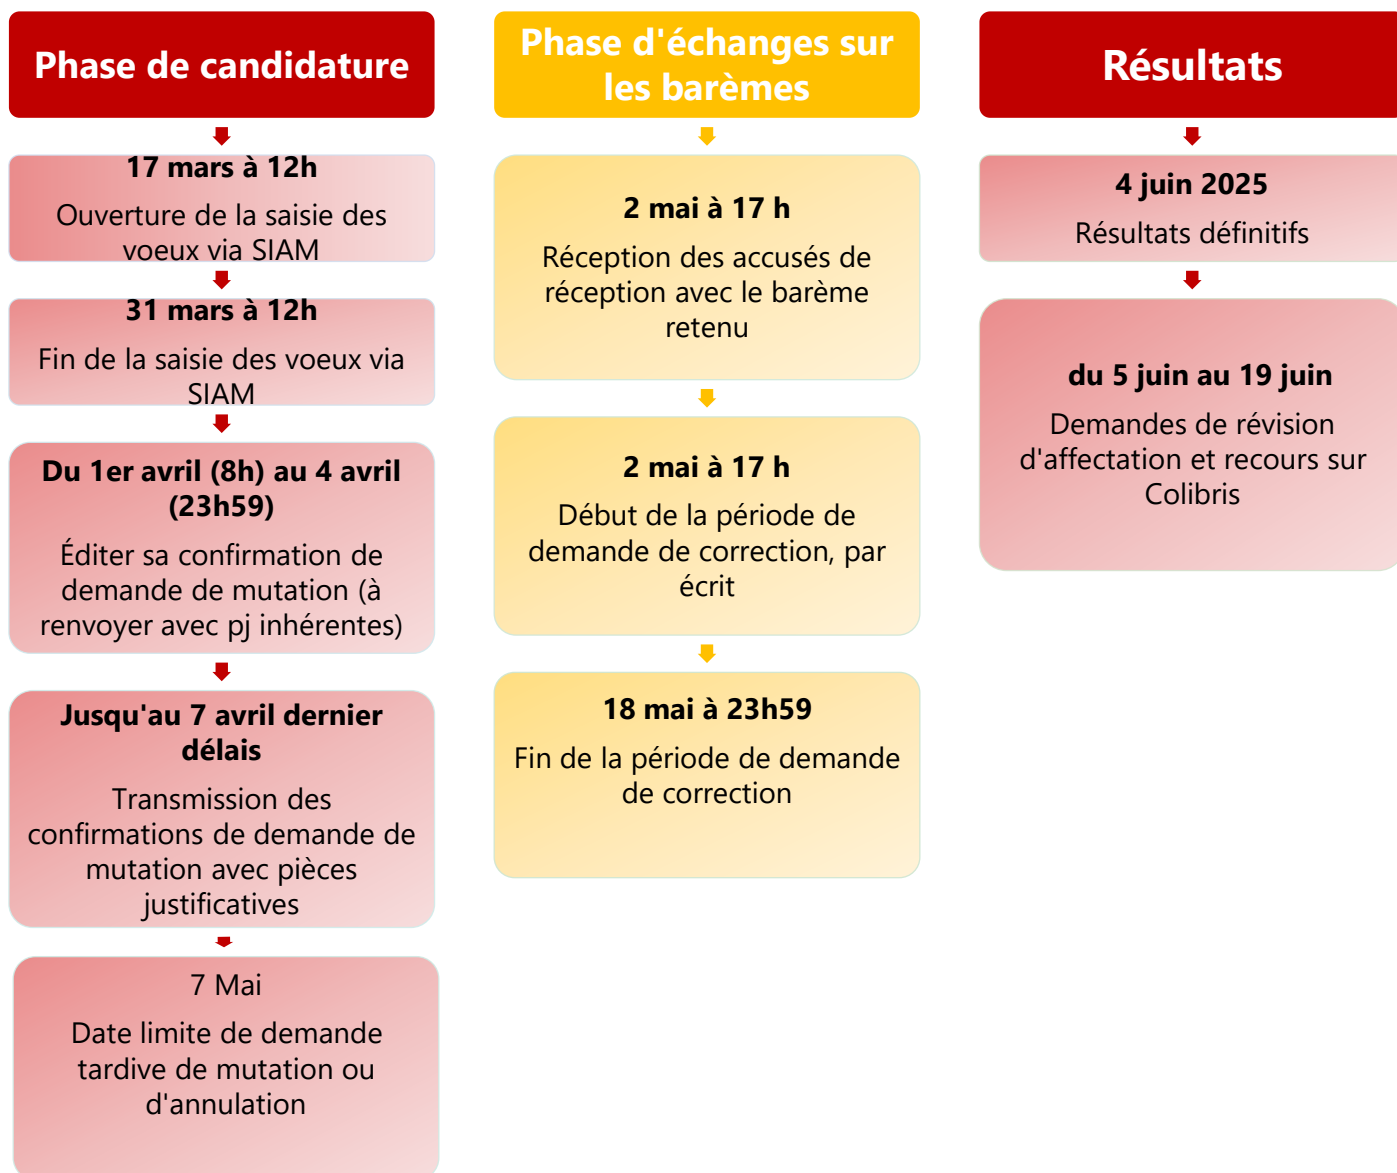 Phase de candidature
17 mars à 12h
Ouverture de la saisie des
voeux via SIAM
31 mars à 12h
Fin de la saisie des voeux via
SIAM
Du 1er avril (8h) au 4 avril
(23h59)
Éditer sa confirmation de
demande de mutation (à
renvoyer avec pj inhérentes)
Jusqu'au 7 avril dernier
délais
Transmission des
confirmations de demande de
mutation avec pièces
justificatives
7 Mai
Date limite de demande
tardive de mutation ou
d'annulation
Phase d'échanges sur
les barèmes
2 mai à 17 h
Réception des accusés de
réception avec le barème
retenu
2 mai à 17 h
Début de la période de
demande de correction, par
écrit
18 mai à 23h59
Fin de la période de demande
de correction
Résultats
4 juin 2025
Résultats définitifs
du 5 juin au 19 juin
Demandes de révision
d'affectation et recours sur
Colibris